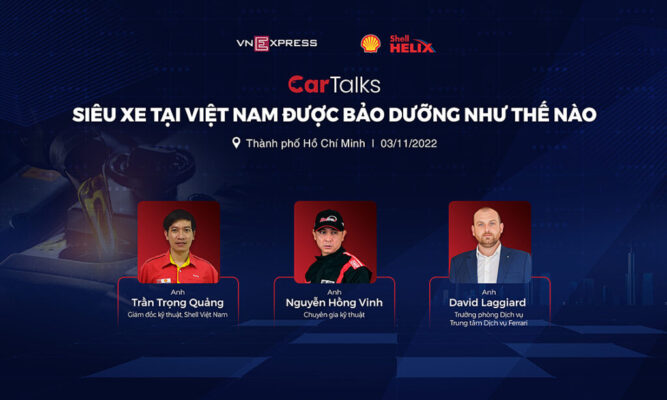 VNEXPRESS
Shell
HELIX
CarTalks
SIÊU XE TẠI VIỆT NAM ĐƯỢC BẢO DƯỠNG NHƯ THẾ NÀO
Thành phố Hồ Chí Minh | 03/11/2022
Anh
Trần Trọng Quảng
Giám đốc kỹ thuật, Shell Việt Nam
Anh
Nguyễn Hồng Vinh
Chuyên gia kỹ thuật
Anh
David Laggiard
Trưởng phòng Dịch vụ
Trung tâm Dịch vụ Ferrari